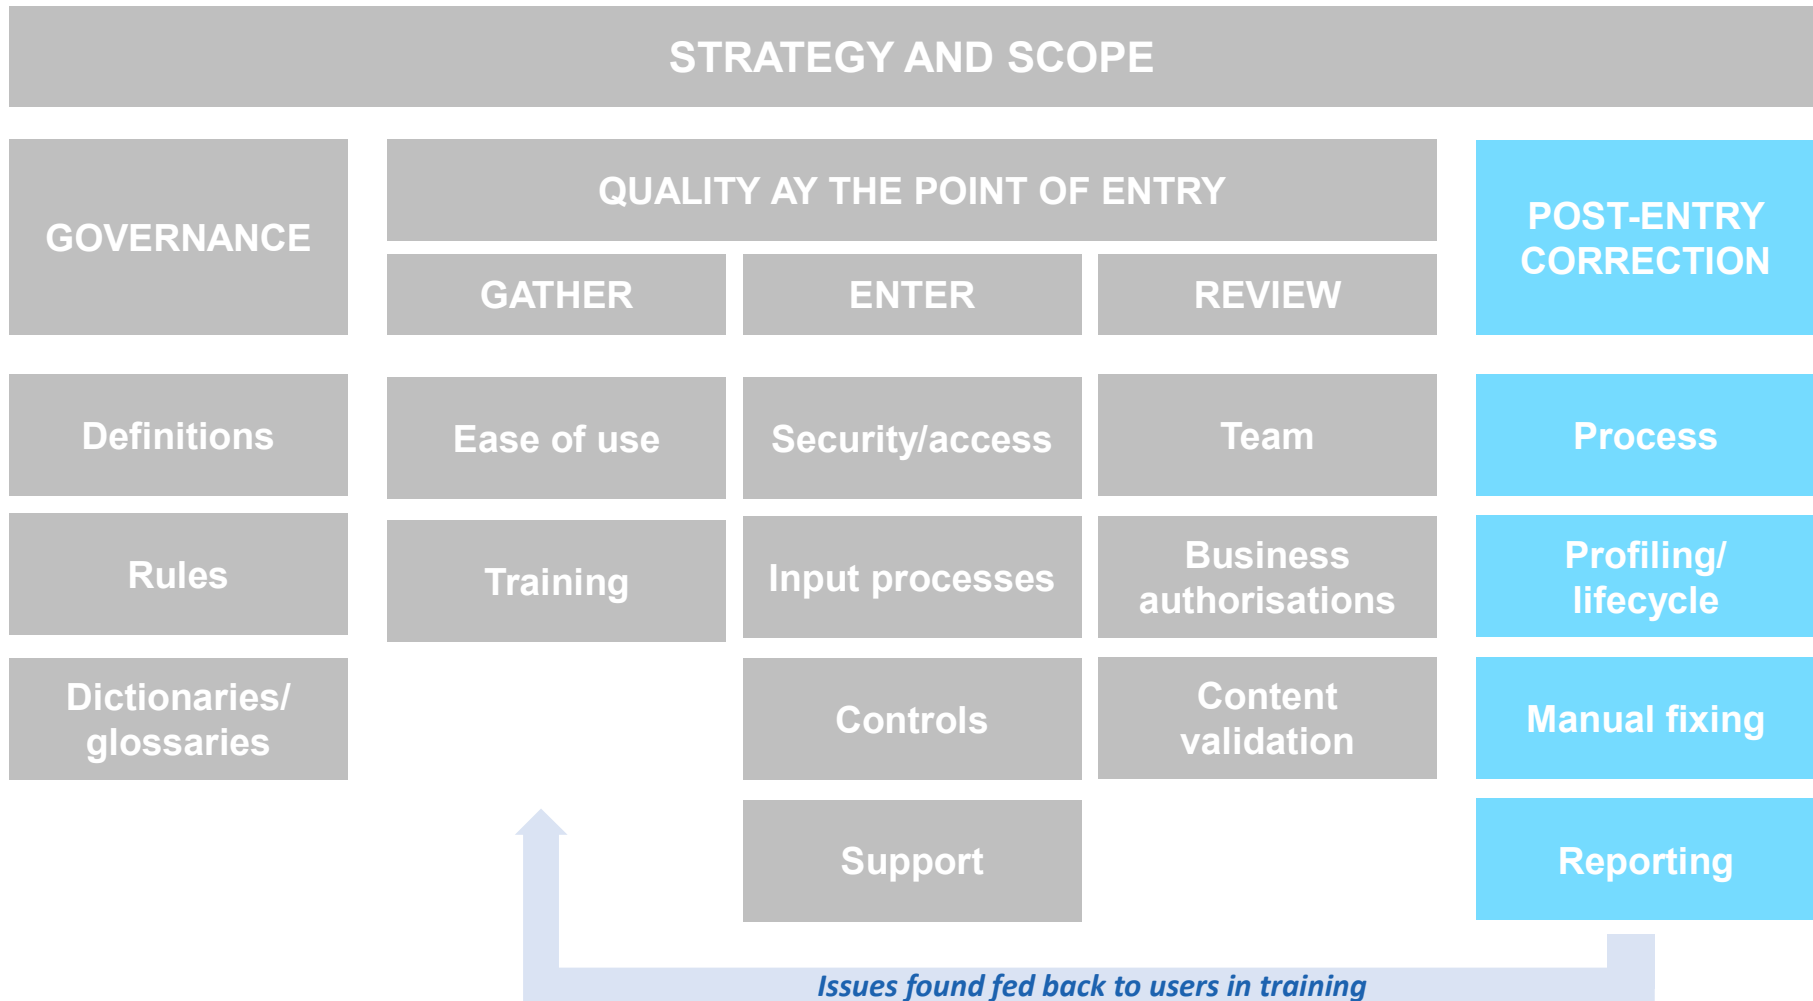 STRATEGY AND SCOPE
GOVERNANCE
QUALITY AY THE POINT OF ENTRY
GATHER
ENTER
REVIEW
POST-ENTRY
CORRECTION
Definitions
Rules
Dictionaries/
glossaries
Ease of use
Training
Security/access
Input processes
Controls
Support
Team
Business
authorisations
Content
validation
Process
Profiling/
lifecycle
Manual fixing
Reporting
Issues found fed back to users in training